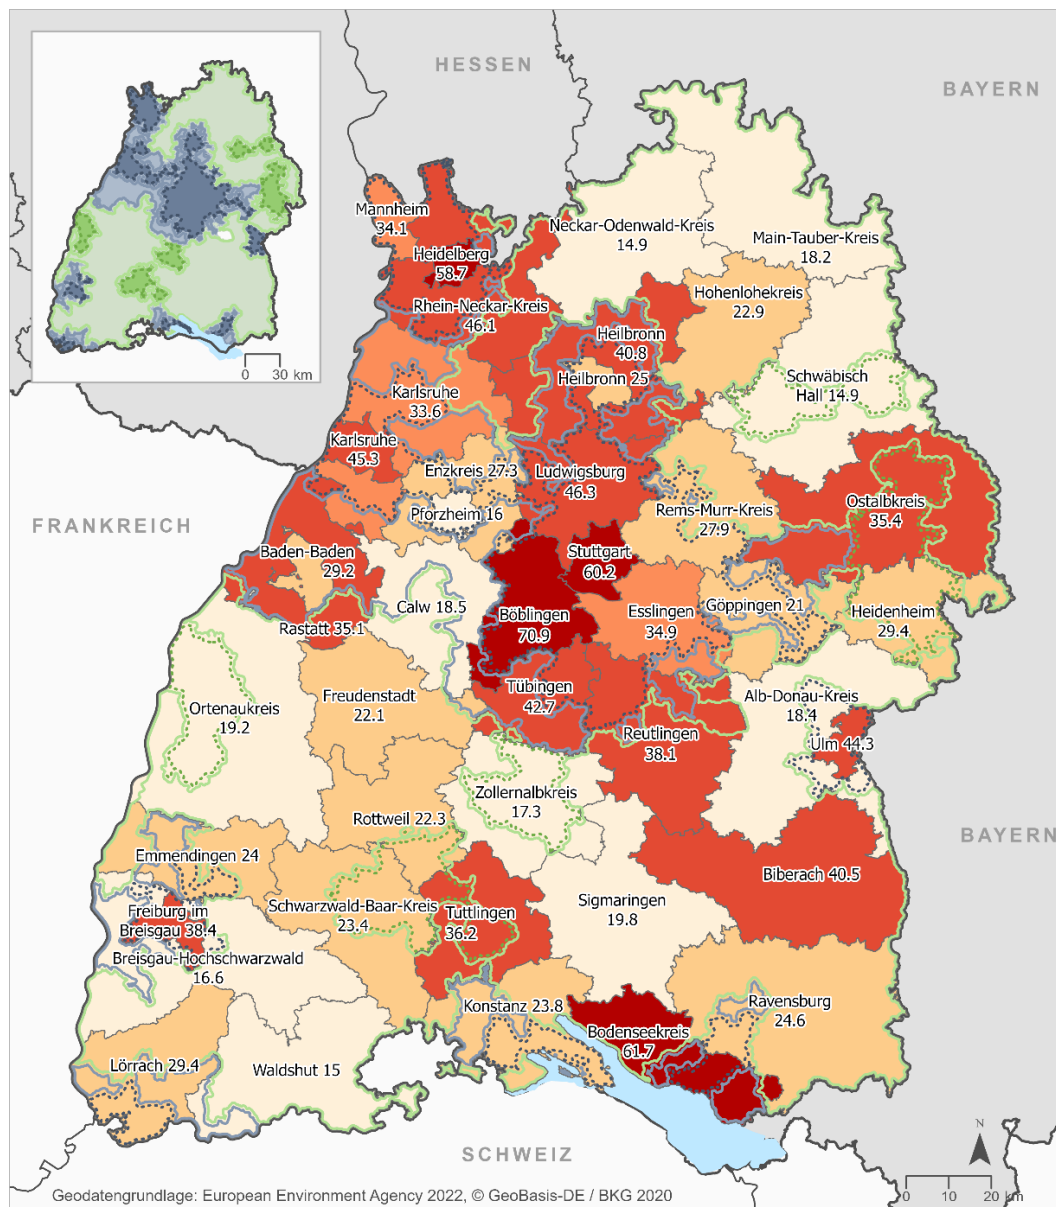 HESSEN
BAYERN
0 30 km
Mannheim
34.1
Heidelberg
58.7
Neckar-Odenwald-Kreis
14.9
Main-Tauber-Kreis
18.2
Rhein-Neckar-Kreis
46.1
Hohenlohekreis
22.9
Heilbronn
40.8
Heilbronn 25
Schwäbisch
Hall 14.9
Karlsruhe
33.6
Karlsruhe
45.3
Enzkreis 27.3
Ludwigsburg
46.3
Pforzheim 16
Rems-Murr-Kreis
27.9
Ostalbkreis
35.4
FRANKREICH
Baden-Baden
29.2
Stuttgart
60.2
Calw 18.5
Böblingen
70.9
Esslingen
34.9
Göppingen 21
Heidenheim
29.4
Rastatt 35.1
Ortenaukreis
19.2
Freudenstadt
22.1
Tübingen
42.7
Alb-Donau-Kreis
18.4
Reutlingen
38.1
Ulm 44.3
Zollernalbkreis
17.3
Rottweil 22.3
BAYERN
Emmendingen 24
Biberach 40.5
Freiburg im
Breisgau 38.4
Schwarzwald-Baar-Kreis
23.4
Tuttlingen
36.2
Sigmaringen
19.8
Breisgau-Hochschwarzwald
16.6
Konstanz 23.8
Ravensburg
24.6
Bodenseekreis
61.7
Lörrach 29.4
Waldshut 15
SCHWEIZ
N
Geodatengrundlage: European Environment Agency 2022, © GeoBasis-DE / BKG 2020
0 10 20 km